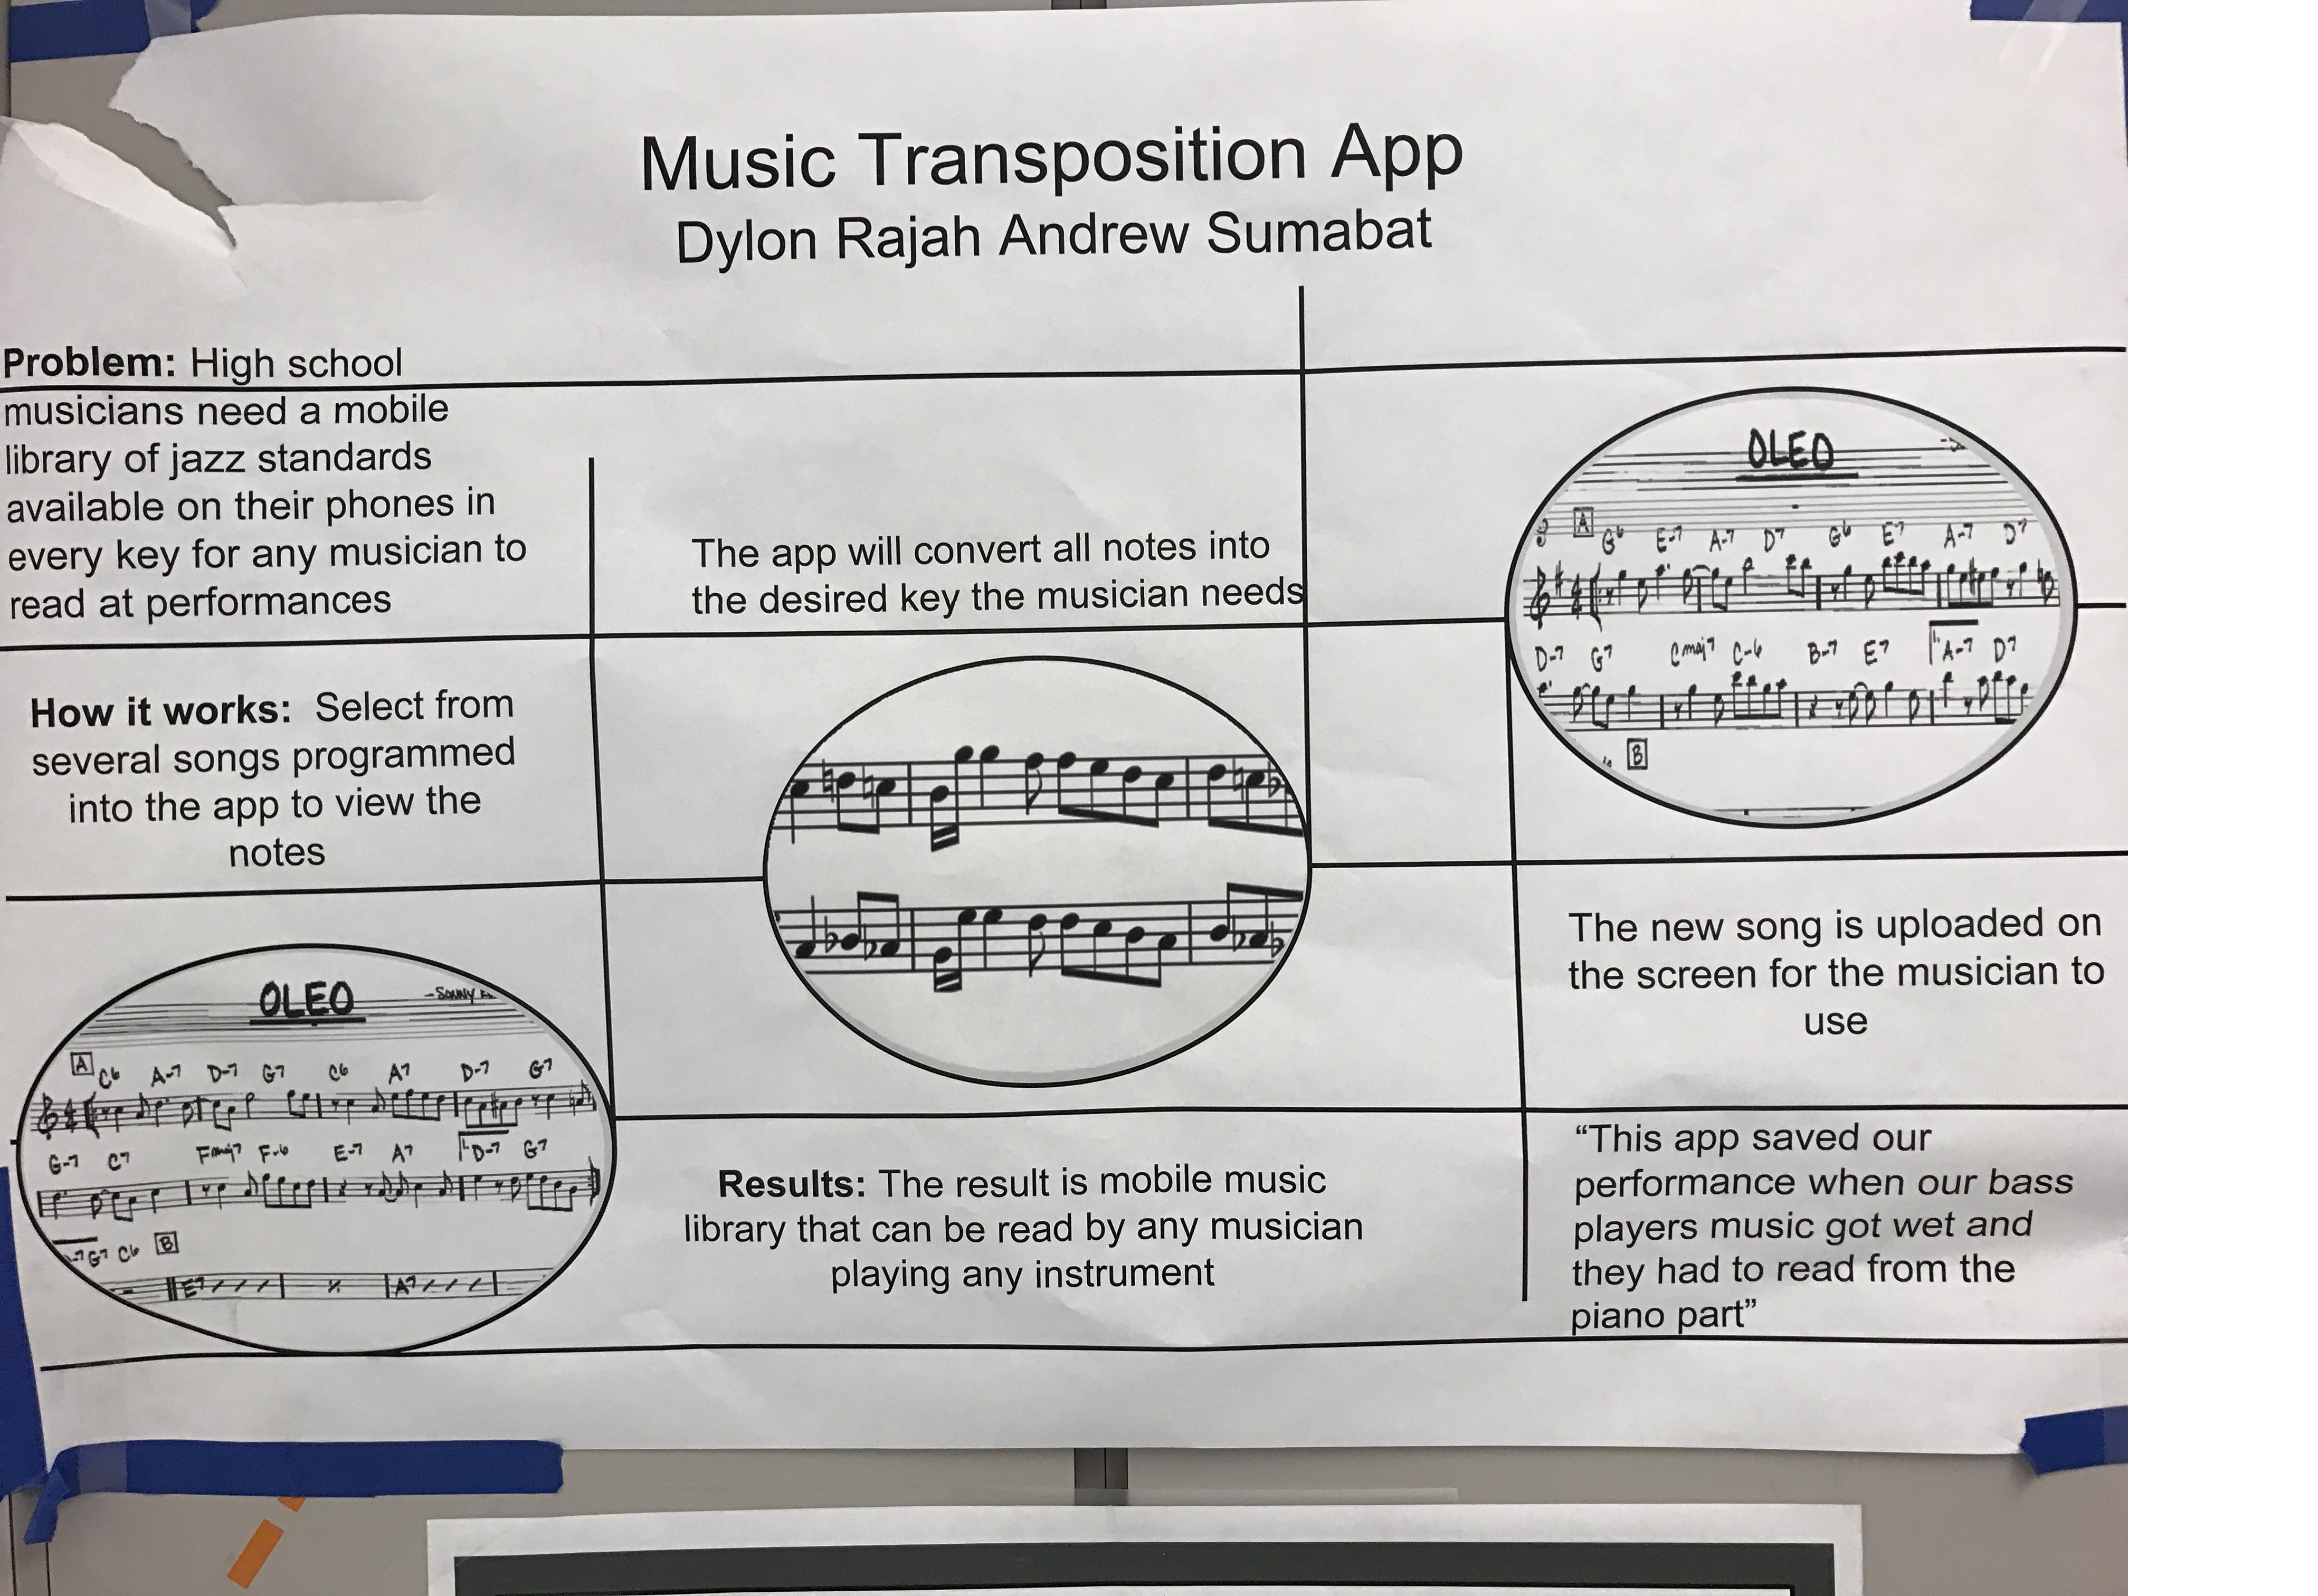 Music Transposition App
Dylon Rajah Andrew Sumabat
Problem: High school
musicians need a mobile
library of jazz standards
available on their phones in
every key for any musician to
read at performances
How it works: Select from
several songs programmed
into the app to view the
notes
OLEO
-SONNY
A
C6 A-7 D-7 G7 C6 A7 D-7 G7
G-7 C7 Fmaj7 F-6 E-7 A7 1. D-7 G7
G7 C6 B
E7 A7
The app will convert all notes into
the desired key the musician needs
Results: The result is mobile music
library that can be read by any musician
playing any instrument
OLEO
A
G6 E-7 A-7 D7 G6 E7 A-7 D7
D-7 G7 Cmaj7 C-6 B-7 E7 1. A-7 D7
B
The new song is uploaded on
the screen for the musician to
use
“This app saved our
performance when our bass
players music got wet and
they had to read from the
piano part”